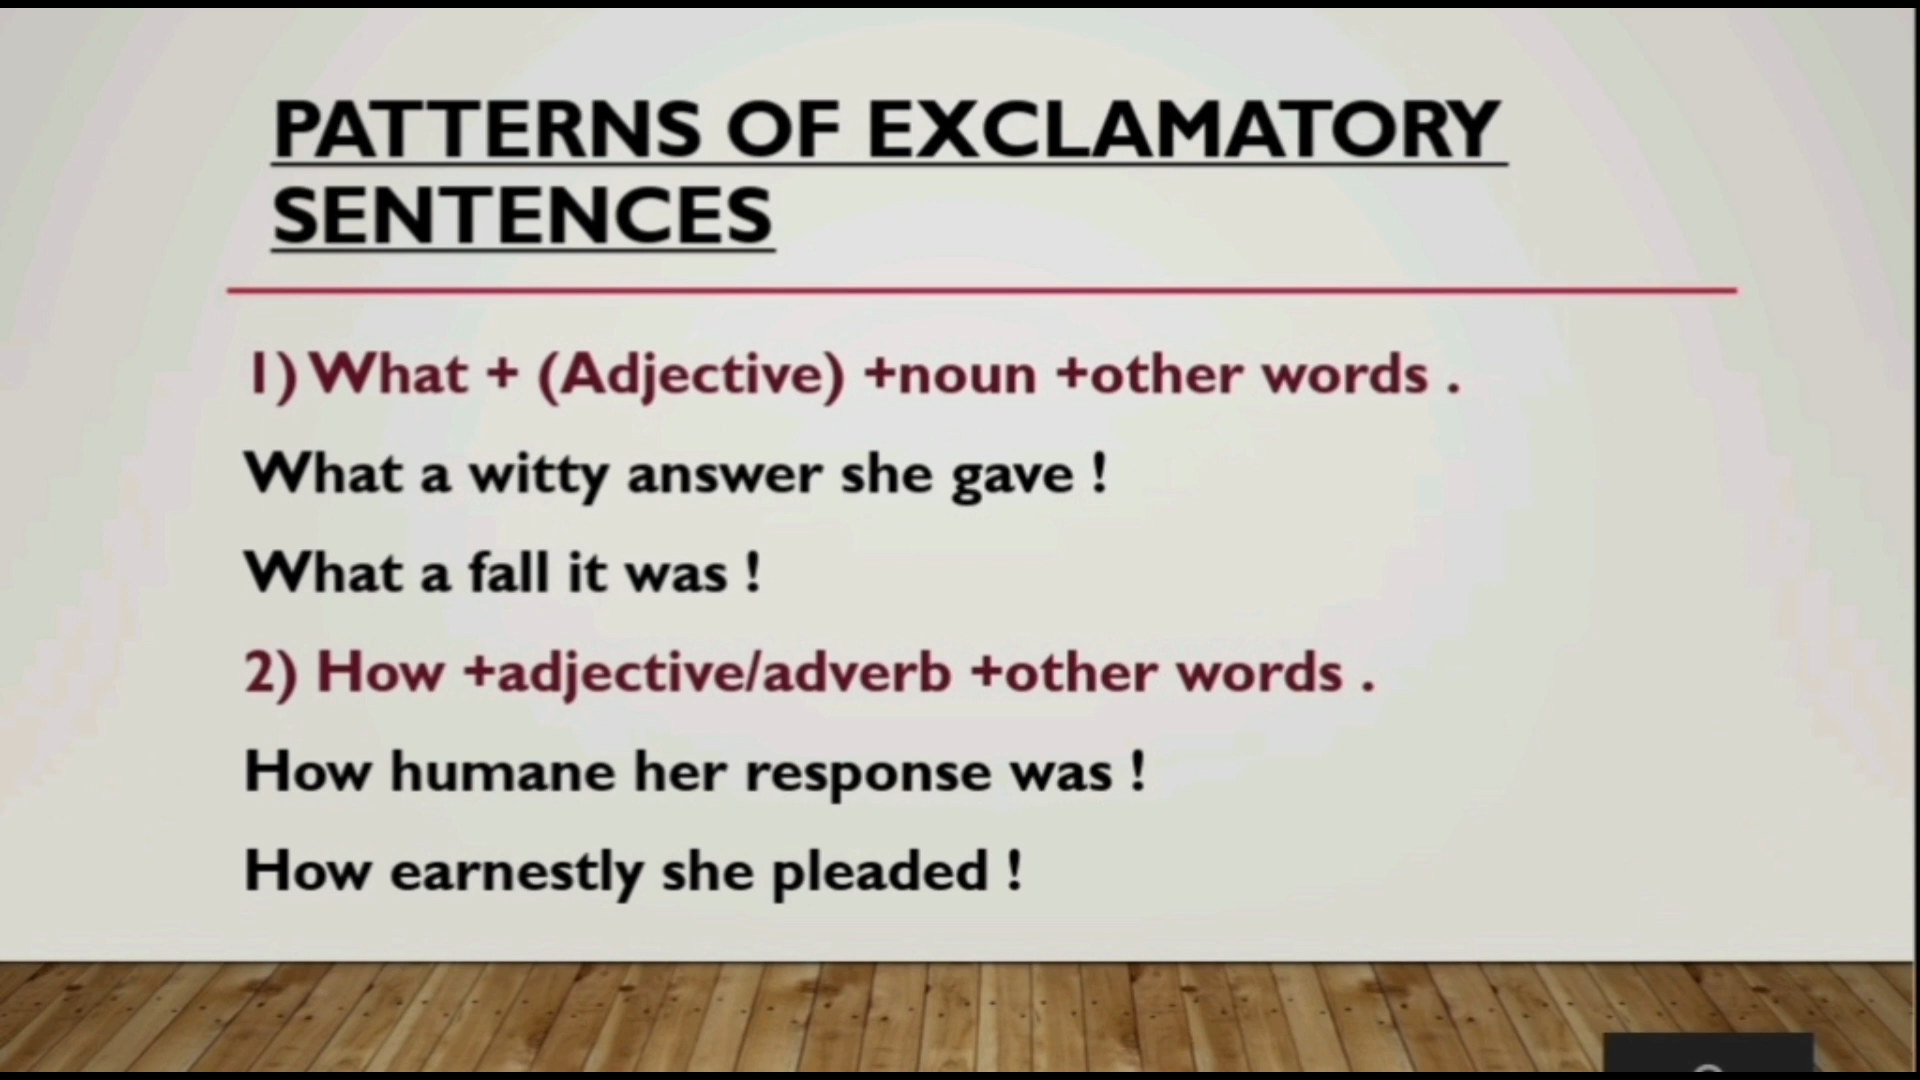 PATTERNS OF EXCLAMATORY
SENTENCES
1) What + (Adjective) +noun +other words .
What a witty answer she gave !
What a fall it was !
2) How +adjective/adverb +other words .
How humane her response was !
How earnestly she pleaded !